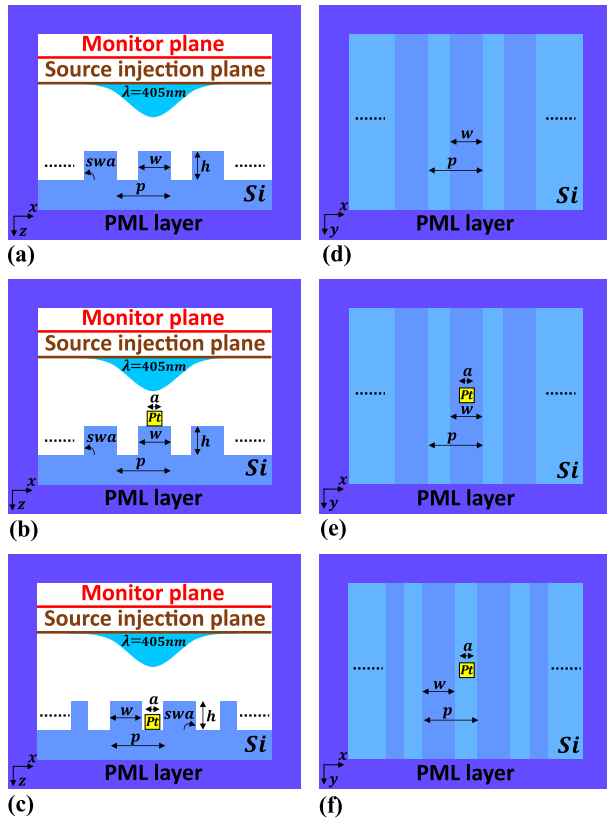 Monitor plane
Source injection plane
λ=405nm
swa
w
h
p
Si
x
z
PML layer
(a)
w
p
Si
x
y
PML layer
(d)
Monitor plane
Source injection plane
λ=405nm
a
Pt
swa
w
h
p
Si
x
z
PML layer
(b)
a
Pt
w
p
Si
x
y
PML layer
(e)
Monitor plane
Source injection plane
λ=405nm
w
a
Pt
swa
h
p
Si
x
z
PML layer
(c)
a
Pt
w
p
Si
x
y
PML layer
(f)